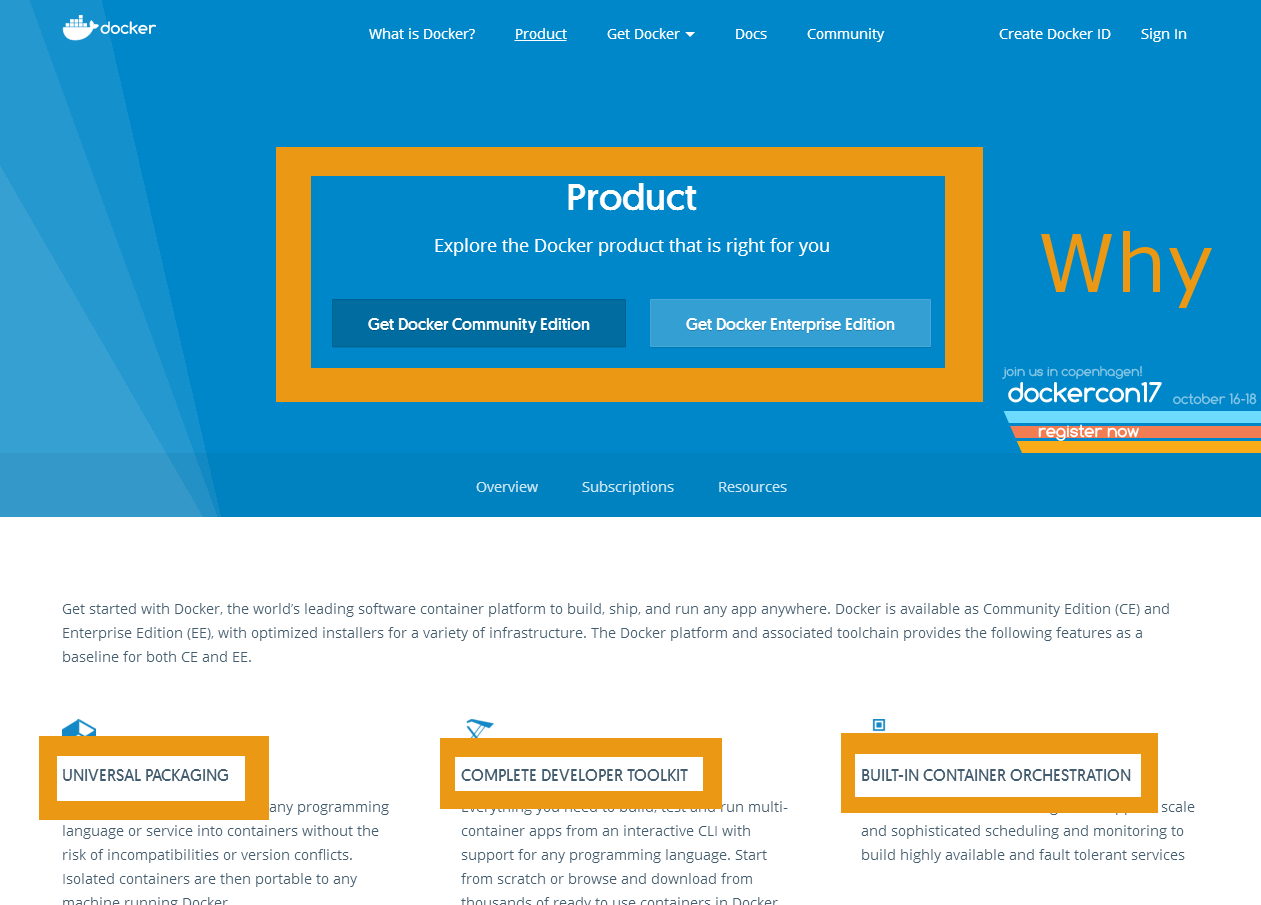 docker
What is Docker? Product Get Docker Docs Community Create Docker ID Sign In
Product
Explore the Docker product that is right for you
Get Docker Community Edition Get Docker Enterprise Edition
Why
join us in copenhagen!
dockercon17 october 16-18
register now
Overview Subscriptions Resources
Get started with Docker, the world's leading software container platform to build, ship, and run any app anywhere. Docker is available as Community Edition (CE) and
Enterprise Edition (EE), with optimized installers for a variety of infrastructure. The Docker platform and associated toolchain provides the following features as a
baseline for both CE and EE.
UNIVERSAL PACKAGING
any programming
language or service into containers without the
risk of incompatibilities or version conflicts.
Isolated containers are then portable to any
machine running Docker
COMPLETE DEVELOPER TOOLKIT
Everything you need to build, test and run multi-
container apps from an interactive CLI with
support for any programming language. Start
from scratch or browse and download from
thousands of ready to use containers in Docker
BUILT-IN CONTAINER ORCHESTRATION
scale
and sophisticated scheduling and monitoring to
build highly available and fault tolerant services